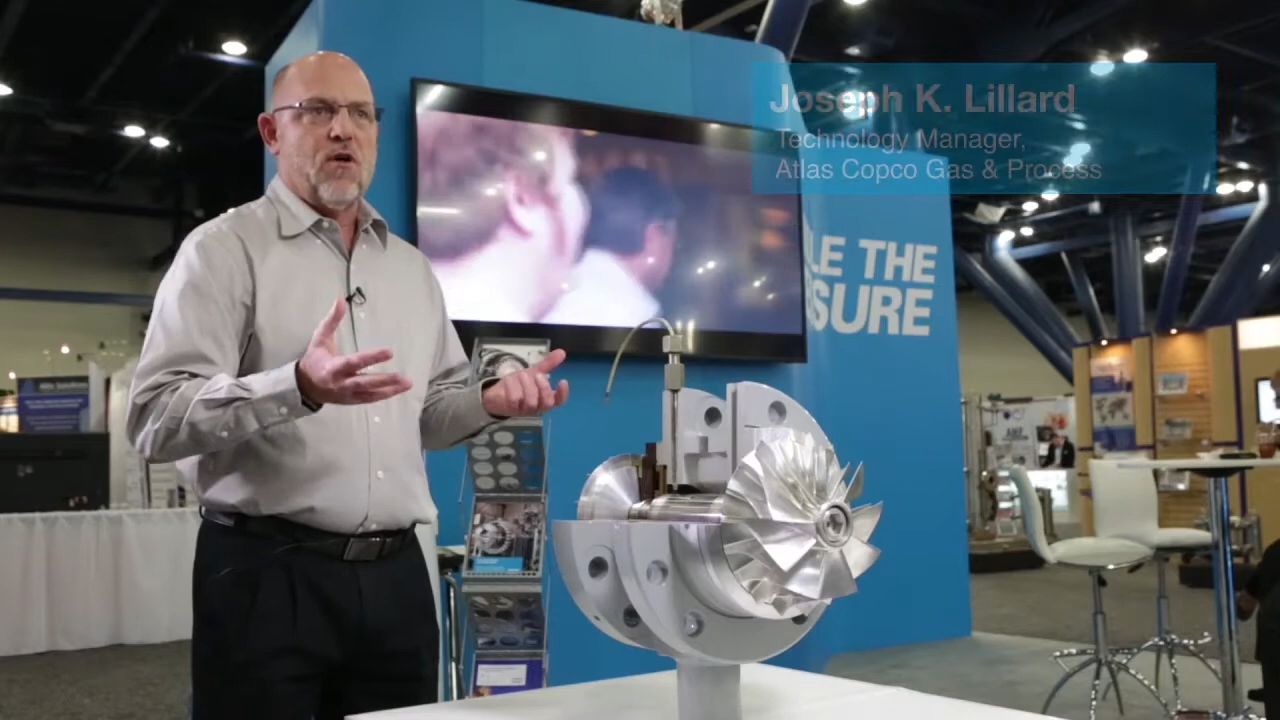 Joseph K. Lillard
Technology Manager,
Atlas Copco Gas & Process
LE THE
SURE